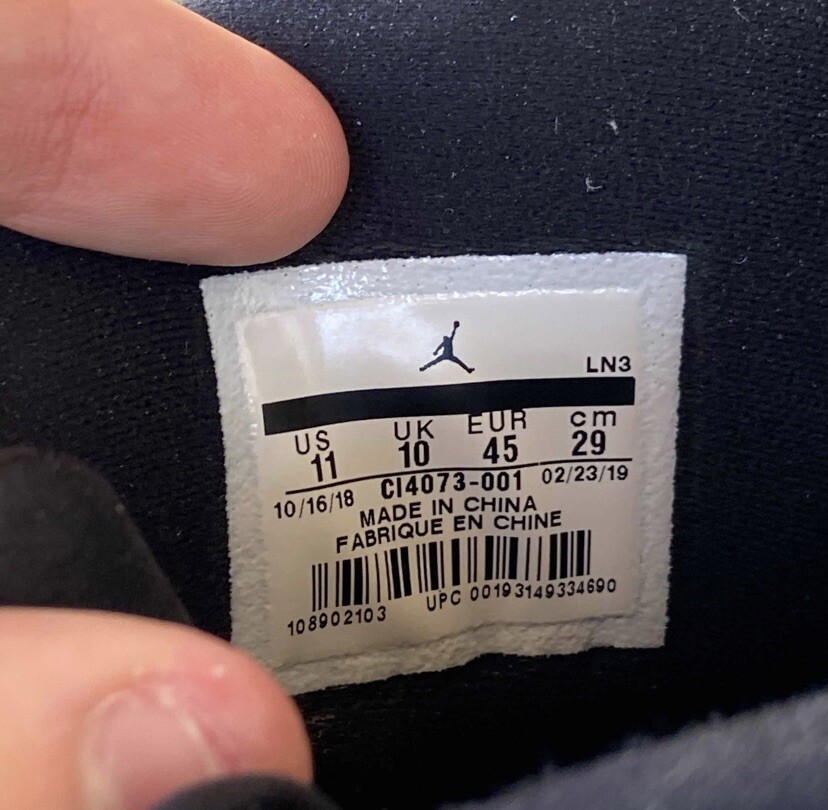 LN3
US UK EUR cm
11 10 45 29
10/16/18 CI4073-001 02/23/19
MADE IN CHINA
FABRIQUE EN CHINE
108902103 UPC 00193149334690